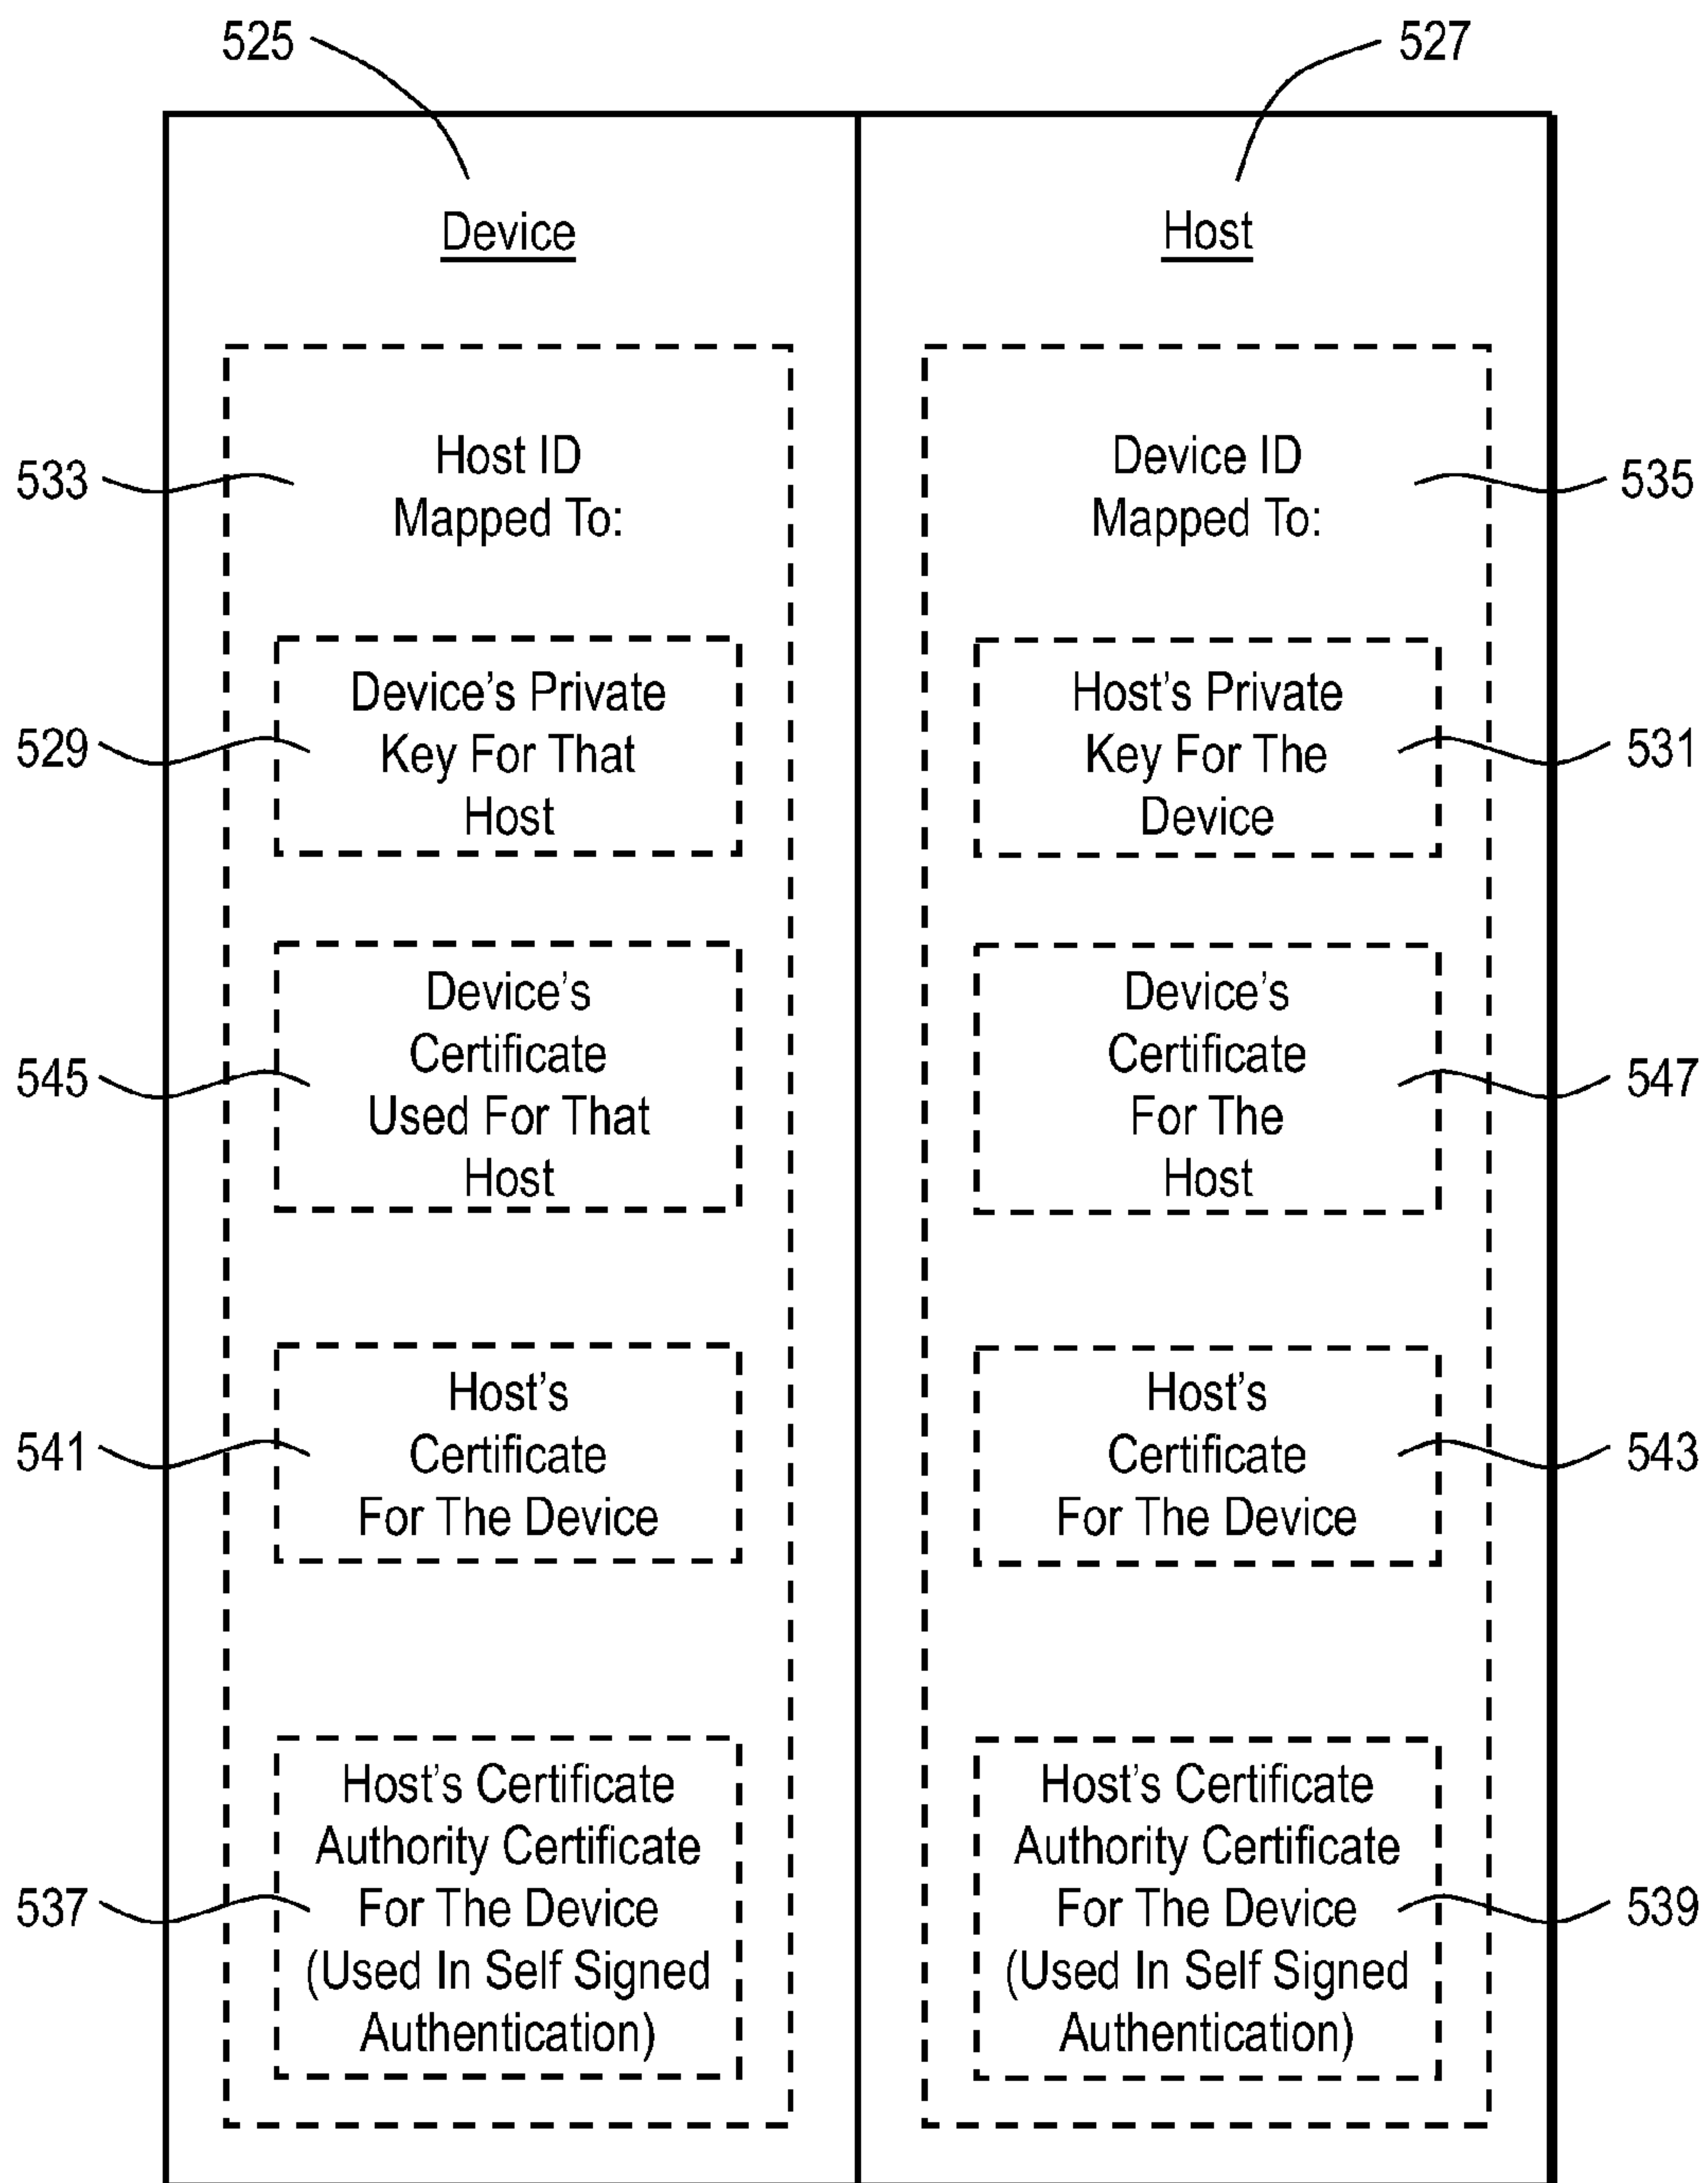 525
527
Device
Host
533
Host ID
Mapped To:
Device ID
Mapped To:
535
529
Device's Private
Key For That
Host
Host's Private
Key For The
Device
531
545
Device's
Certificate
Used For That
Host
Device's
Certificate
For The
Host
547
541
Host's
Certificate
For The Device
Host's
Certificate
For The Device
543
537
Host's Certificate
Authority Certificate
For The Device
(Used In Self Signed
Authentication)
Host's Certificate
Authority Certificate
For The Device
(Used In Self Signed
Authentication)
539